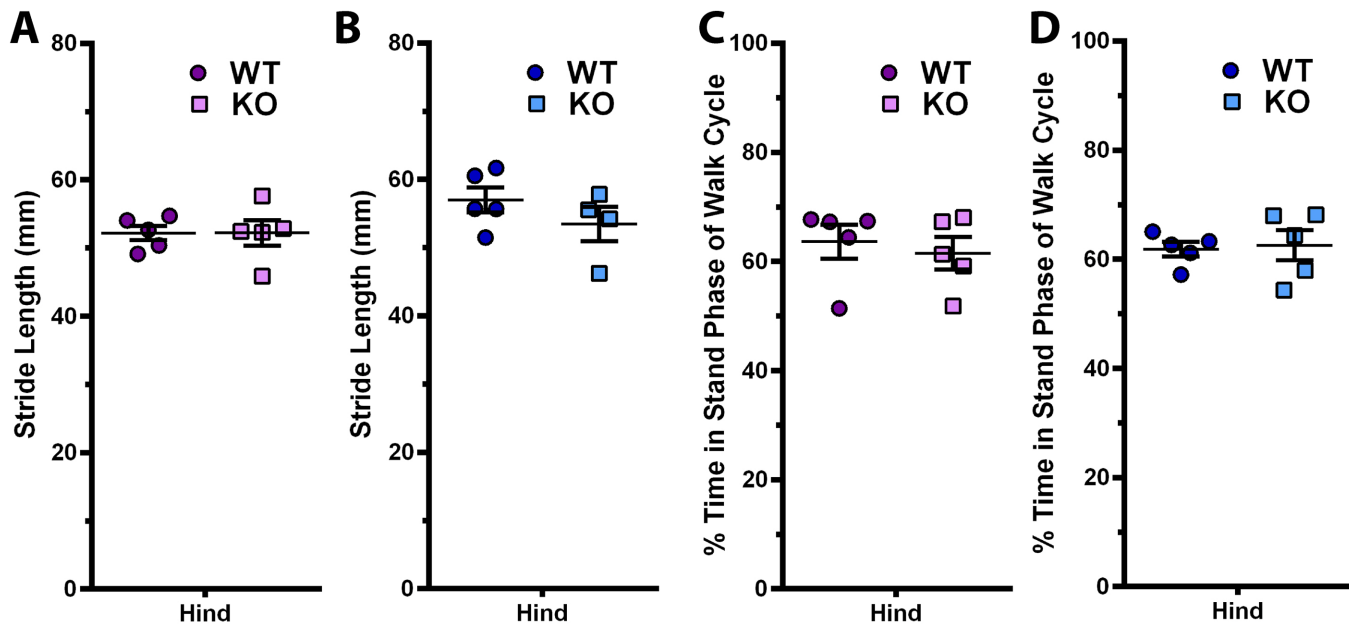 A
Stride Length (mm)
80
60
40
20
0
WT
KO
Hind
B
Stride Length (mm)
80
60
40
20
0
WT
KO
Hind
C
% Time in Stand Phase of Walk Cycle
100
80
60
40
20
0
WT
KO
Hind
D
% Time in Stand Phase of Walk Cycle
100
80
60
40
20
0
WT
KO
Hind